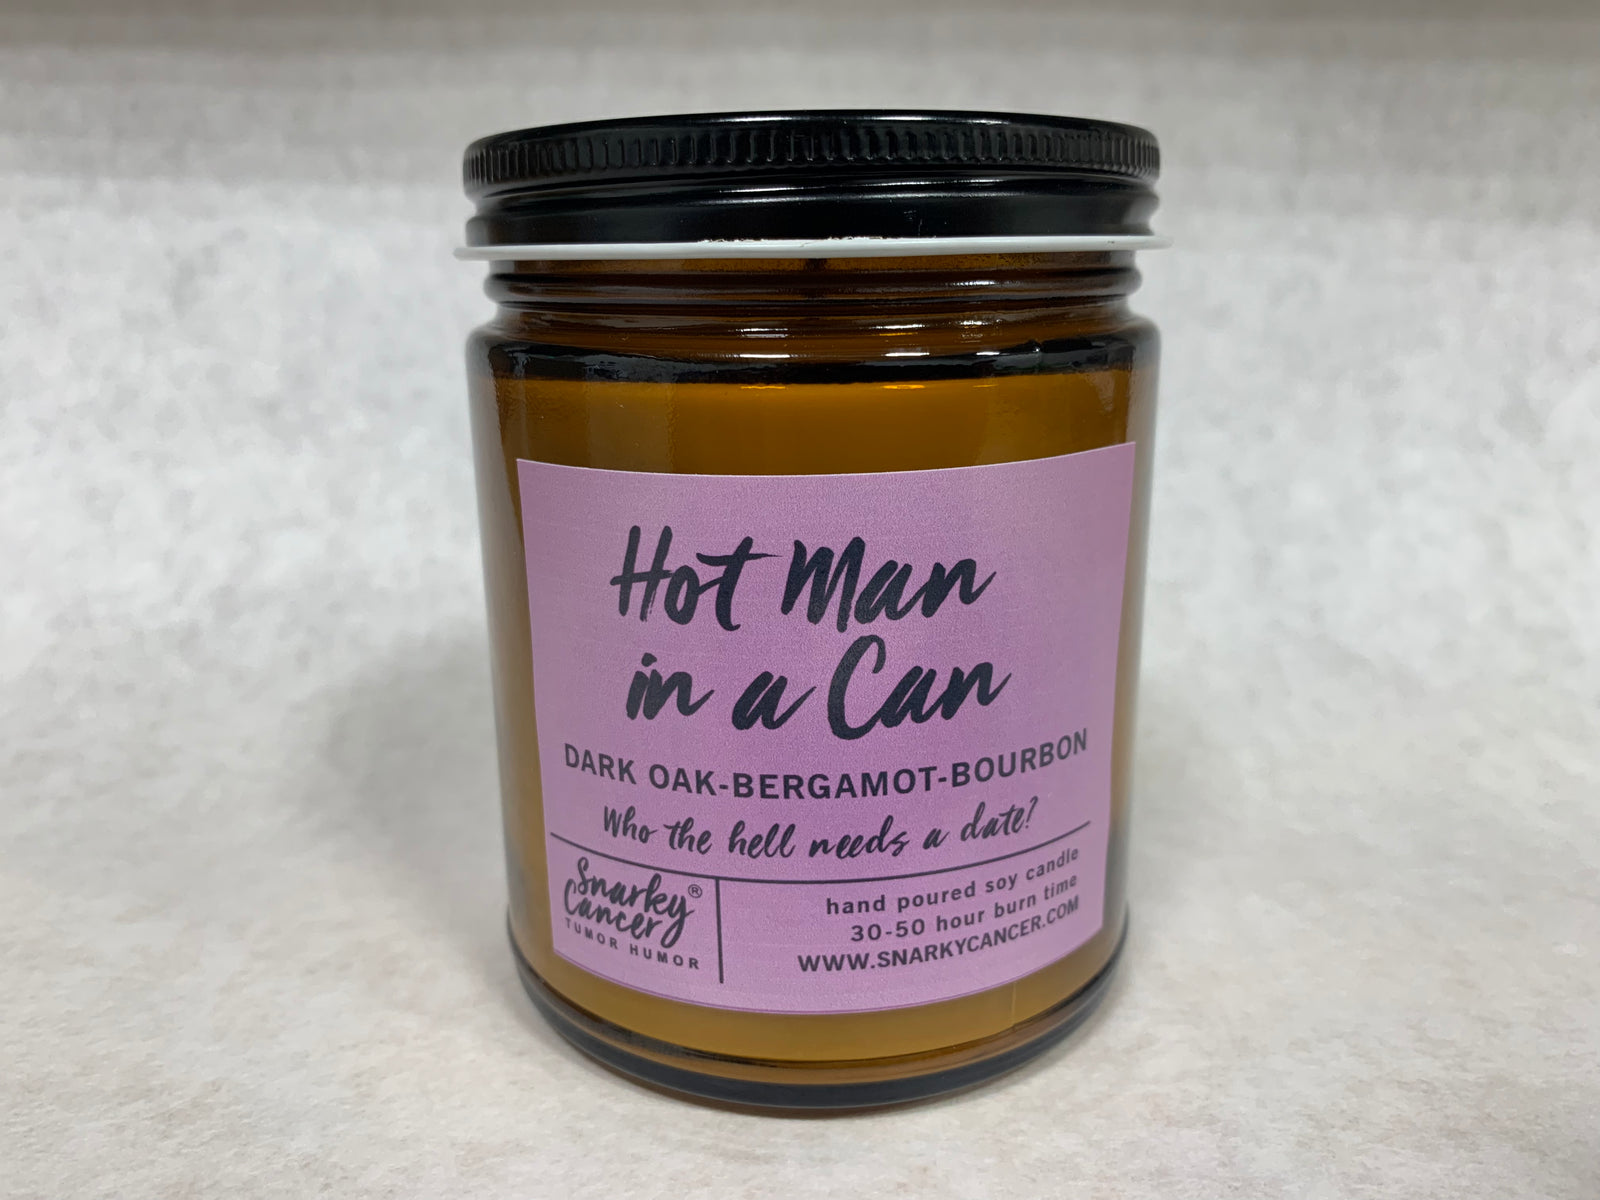 Hot Man
in a Can
DARK OAK-BERGAMOT-BOURBON
Who the hell needs a date?
Snarky®
Cancer
TUMOR HUMOR
hand poured soy candle
30-50 hour burn time
WWW.SNARKYCANCER.COM